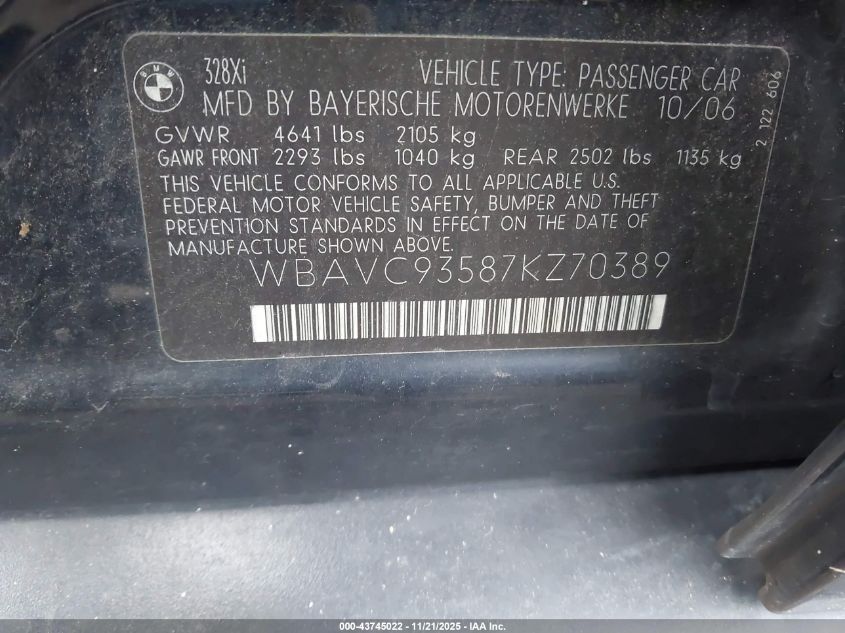 BMW
328Xi VEHICLE TYPE: PASSENGER CAR
MFD BY BAYERISCHE MOTORENWERKE 10/06
GVWR 4641 lbs 2105 kg
GAWR FRONT 2293 lbs 1040 kg REAR 2502 lbs 1135 kg
THIS VEHICLE CONFORMS TO ALL APPLICABLE U.S.
FEDERAL MOTOR VEHICLE SAFETY, BUMPER AND THEFT
PREVENTION STANDARDS IN EFFECT ON THE DATE OF
MANUFACTURE SHOWN ABOVE.
WBAVC93587KZ70389
2 122 606
000-43745022 - 11/21/2025 - IAA Inc.